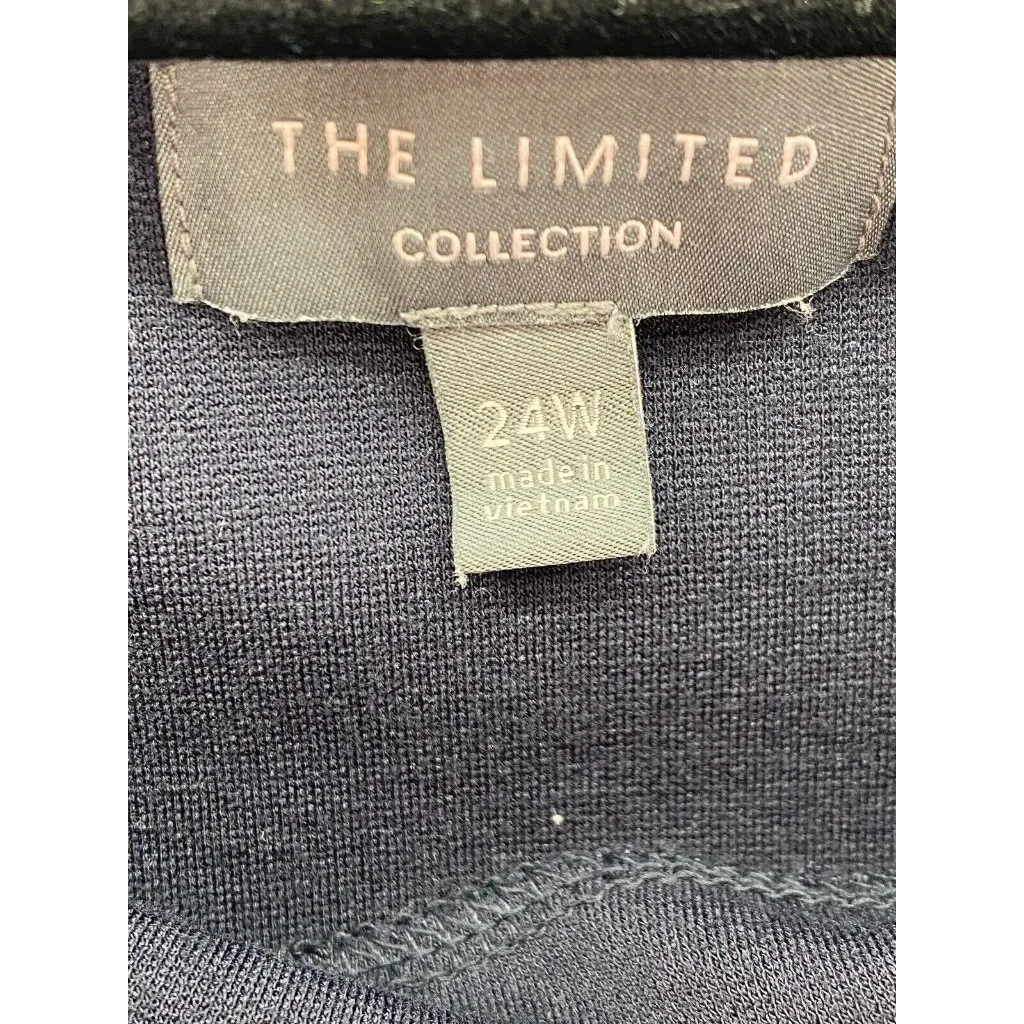 THE LIMITED
COLLECTION
24W
made in
vietnam